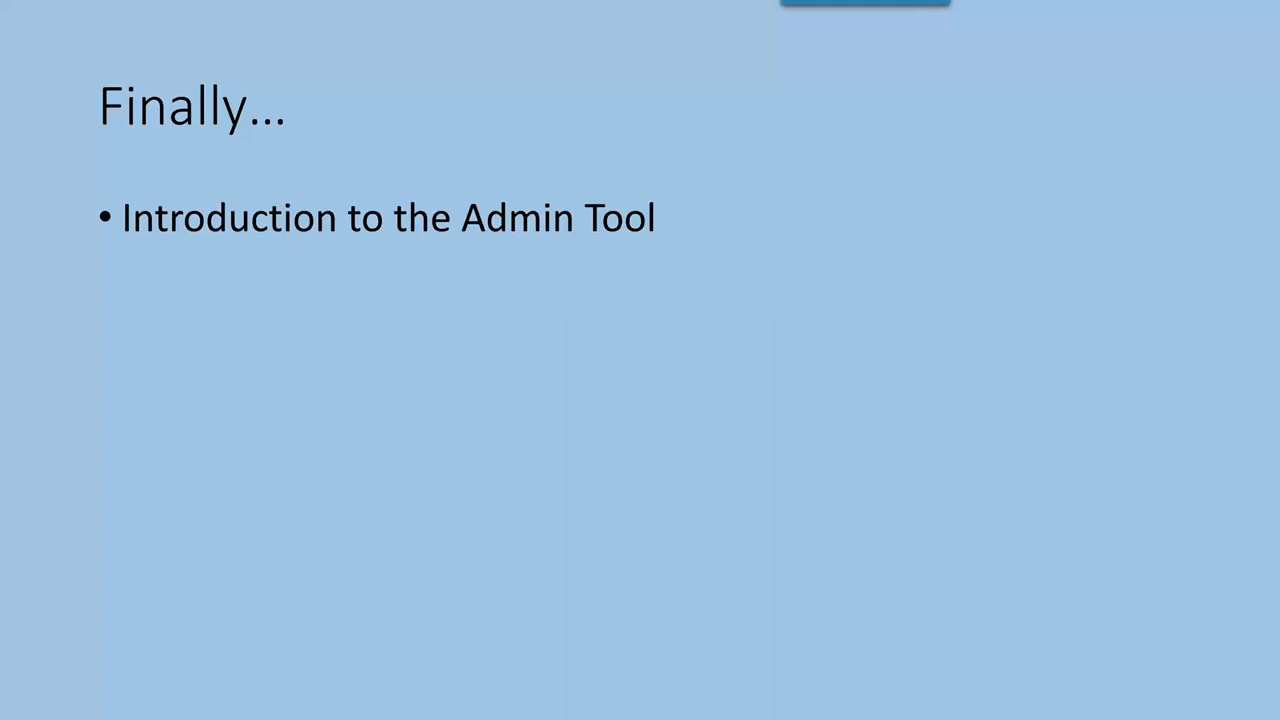 Finally…
• Introduction to the Admin Tool